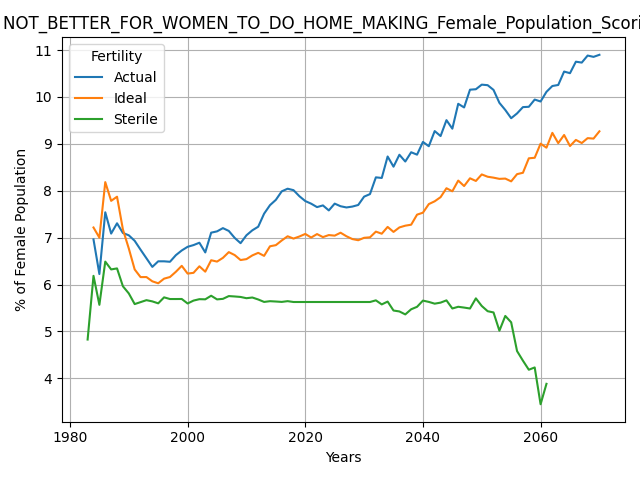 NOT_BETTER_FOR_WOMEN_TO_DO_HOME_MAKING_Female_Population_Scori
Fertility
Actual
Ideal
Sterile
% of Female Population
11
10
9
8
7
6
5
4
1980 2000 2020 2040 2060
Years